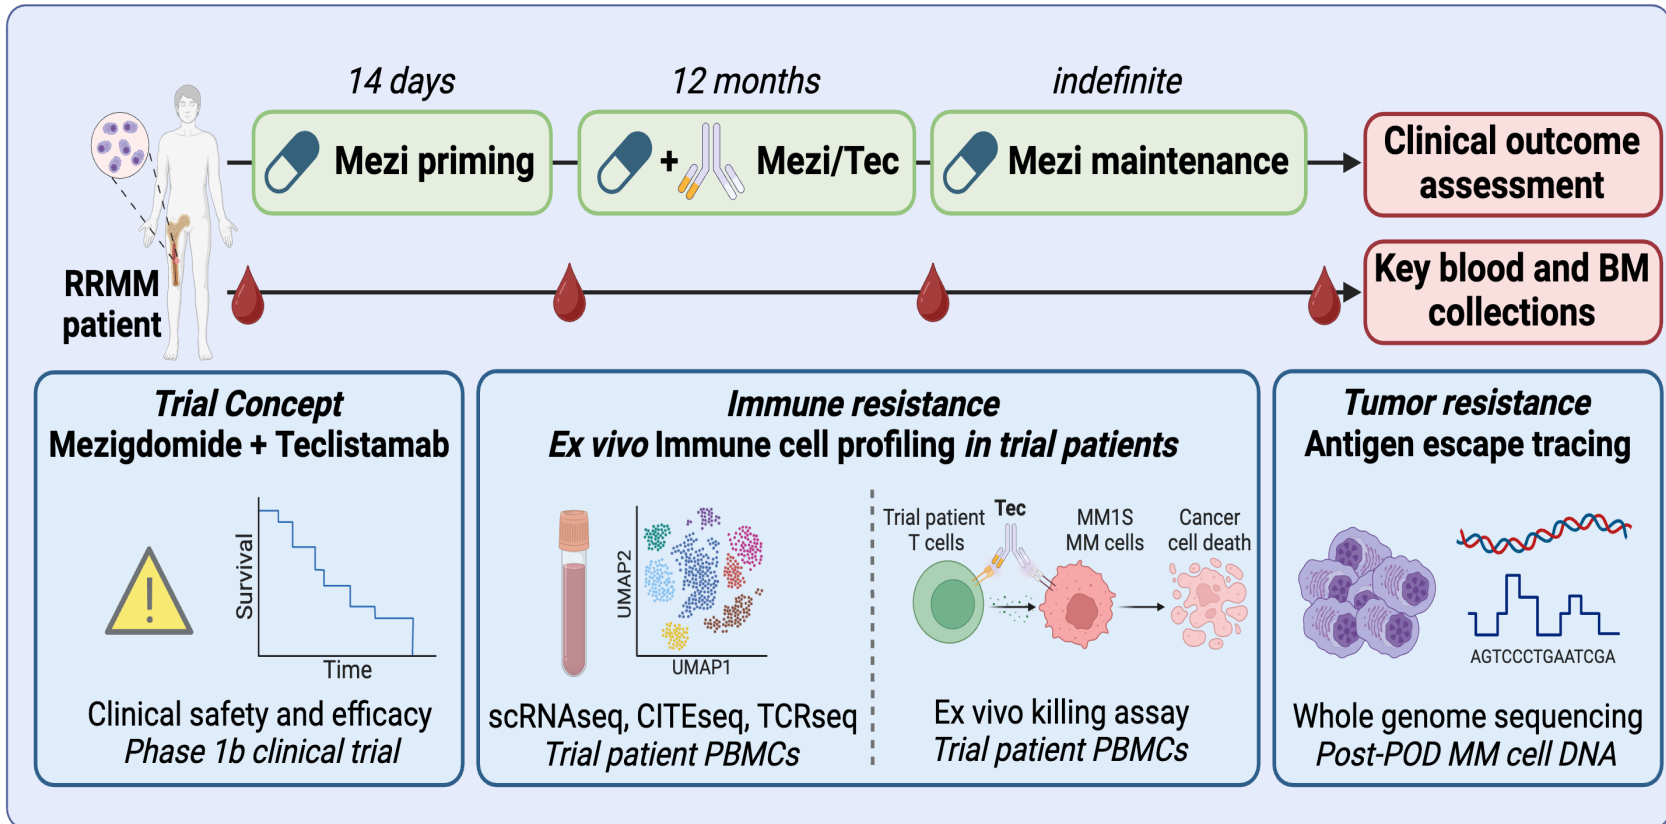 14 days
12 months
indefinite
Mezi priming
+
Mezi/Tec
Mezi maintenance
Clinical outcome
assessment
RRMM
patient
Key blood and BM
collections
Trial Concept
Mezigdomide + Teclistamab
Survival
Time
Clinical safety and efficacy
Phase 1b clinical trial
Immune resistance
Ex vivo Immune cell profiling in trial patients
UMAP2
UMAP1
scRNAseq, CITEseq, TCRseq
Trial patient PBMCs
Trial patient
T cells
Tec
MM1S
MM cells
Cancer
cell death
Ex vivo killing assay
Trial patient PBMCs
Tumor resistance
Antigen escape tracing
AGTCCCTGAATCGA
Whole genome sequencing
Post-POD MM cell DNA